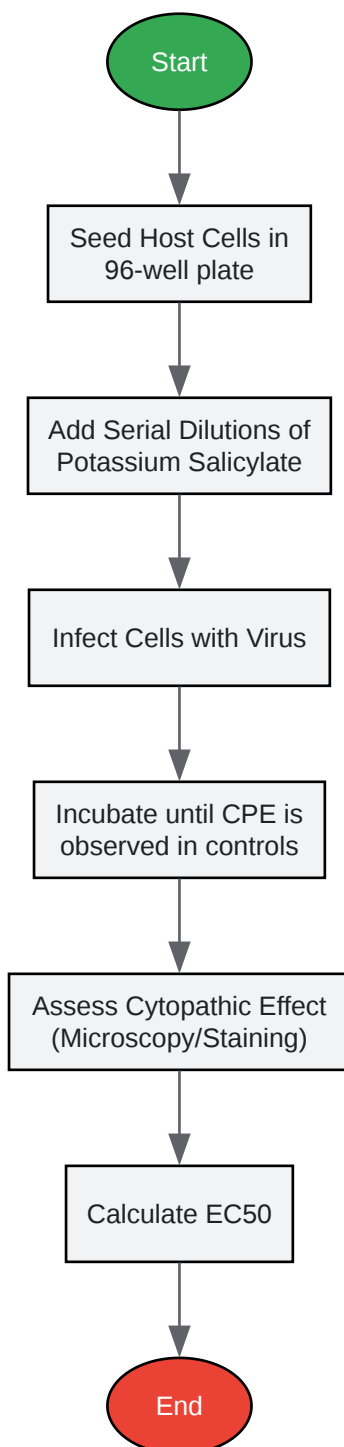 Start
Seed Host Cells in
96-well plate
Add Serial Dilutions of
Potassium Salicylate
Infect Cells with Virus
Incubate until CPE is
observed in controls
Assess Cytopathic Effect
(Microscopy/Staining)
Calculate EC50
End